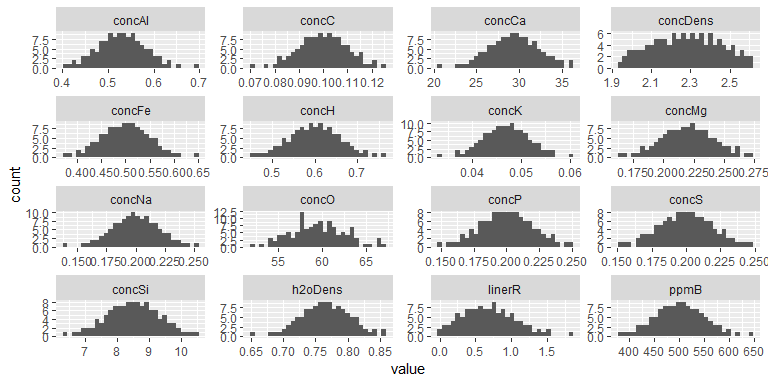 concAl concC concCa concDens
7.5 5.0 2.5 0.0 7.5 5.0 2.5 0.0 7.5 5.0 2.5 0.0 6 4 2 0
0.4 0.5 0.6 0.7 0.07 0.08 0.09 0.10 0.11 0.12 20 25 30 35 1.9 2.1 2.3 2.5
concFe concH concK concMg
7.5 5.0 2.5 0.0 7.5 5.0 2.5 0.0 10.0 7.5 5.0 2.5 0.0 7.5 5.0 2.5 0.0
0.40 0.45 0.50 0.55 0.60 0.65 0.5 0.6 0.7 0.04 0.05 0.06 0.175 0.200 0.225 0.250 0.275
count
concNa concO concP concS
10.0 7.5 5.0 2.5 0.0 12.5 10.0 7.5 5.0 2.5 0.0 8 6 4 2 0 8 6 4 2 0
0.150 0.175 0.200 0.225 0.250 55 60 65 0.150 0.175 0.200 0.225 0.250 0.150 0.175 0.200 0.225 0.250
concSi h2oDens linerR ppmB
8 6 4 2 0 7.5 5.0 2.5 0.0 7.5 5.0 2.5 0.0 7.5 5.0 2.5 0.0
7 8 9 10 0.65 0.70 0.75 0.80 0.85 0.0 0.5 1.0 1.5 400 450 500 550 600 650
value